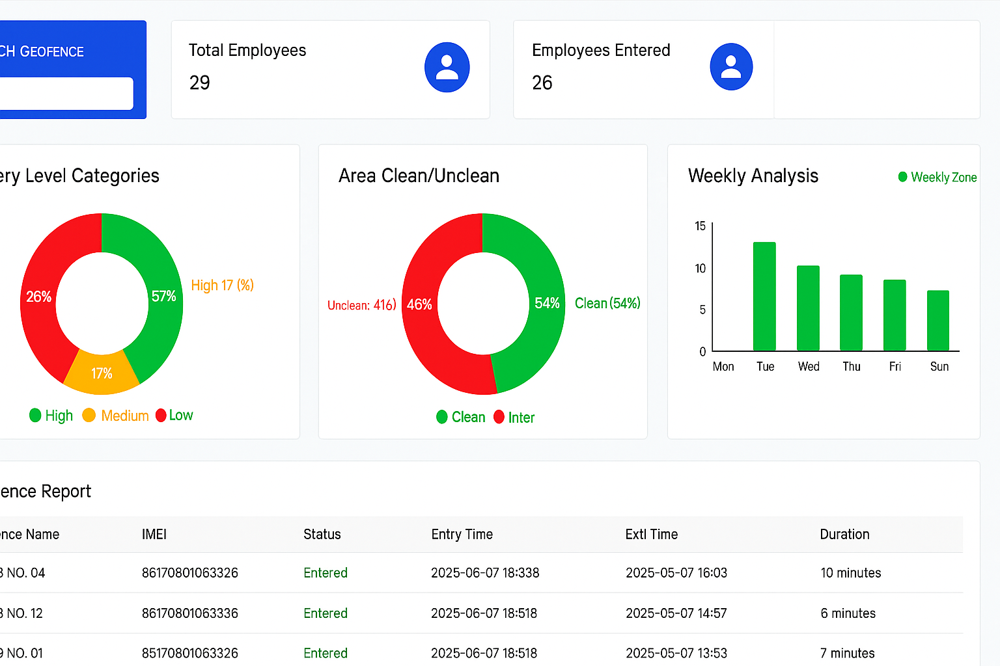 CH GEOFENCE
Total Employees
29
Employees Entered
26
ery Level Categories
26%
57%
17%
High 17 (%)
High Medium Low
Area Clean/Unclean
Unclean: 416)
46%
54%
Clean (54%)
Clean Inter
Weekly Analysis
Weekly Zone
15
10
5
0
Mon Tue Wed Thu Fri Sun
ence Report
nce Name IMEI Status Entry Time Extl Time Duration
3 NO. 04 86170801063326 Entered 2025-06-07 18:338 2025-05-07 16:03 10 minutes
3 NO. 12 86170801063336 Entered 2025-06-07 18:518 2025-05-07 14:57 6 minutes
9 NO. 01 85170801063326 Entered 2025-06-07 18:518 2025-05-07 13:53 7 minutes